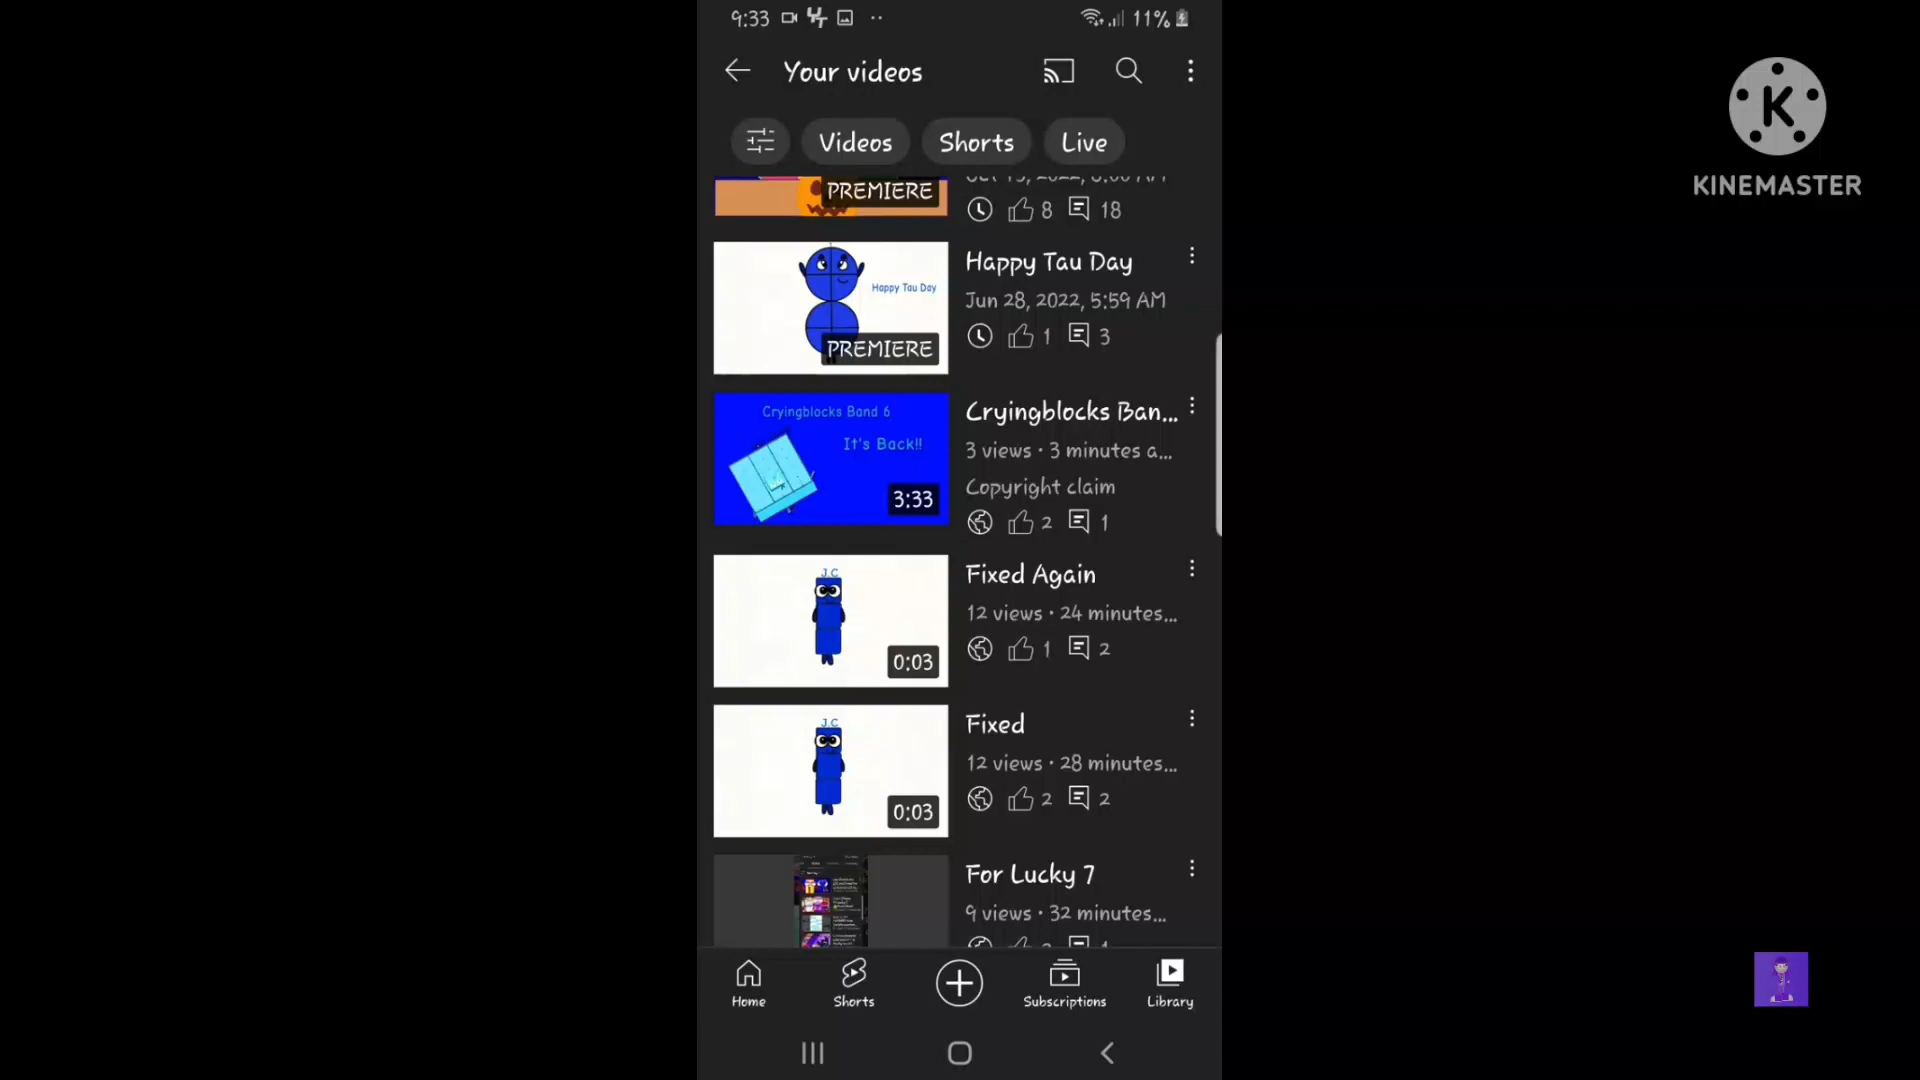 9:33
11%
Your videos
Videos
Shorts
Live
PREMIERE
8
18
Happy Tau Day
PREMIERE
Happy Tau Day
Jun 28, 2022, 5:59 AM
1
3
Cryingblocks Band 6
It's Back!!
3:33
Cryingblocks Ban...
3 views • 3 minutes a...
Copyright claim
2
1
J.C
0:03
Fixed Again
12 views • 24 minutes...
1
2
J.C
0:03
Fixed
12 views • 28 minutes...
2
2
For Lucky 7
9 views • 32 minutes...
Home
Shorts
Subscriptions
Library
K
KINEMASTER